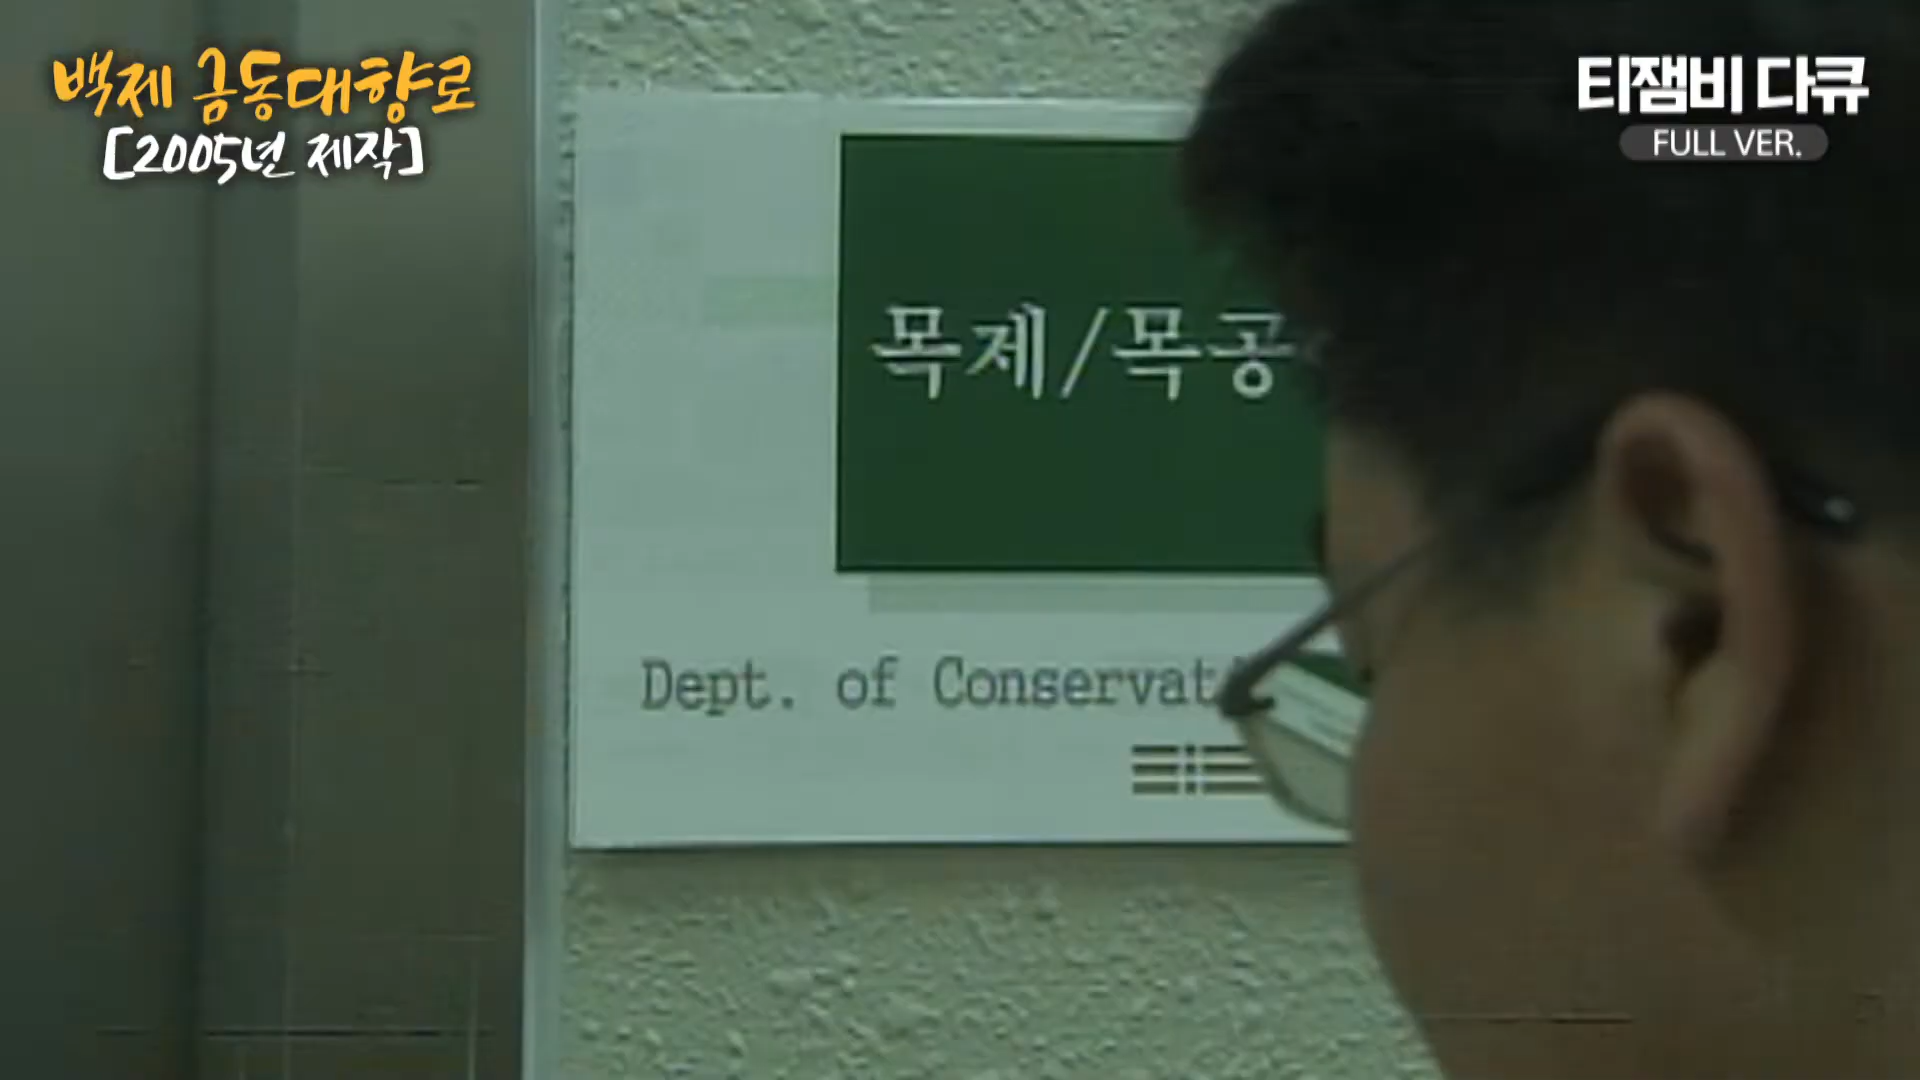 백제 금동대향로
[2005년 제작]
티잼비 다큐
FULL VER.
목제/목공
Dept. of Conservat